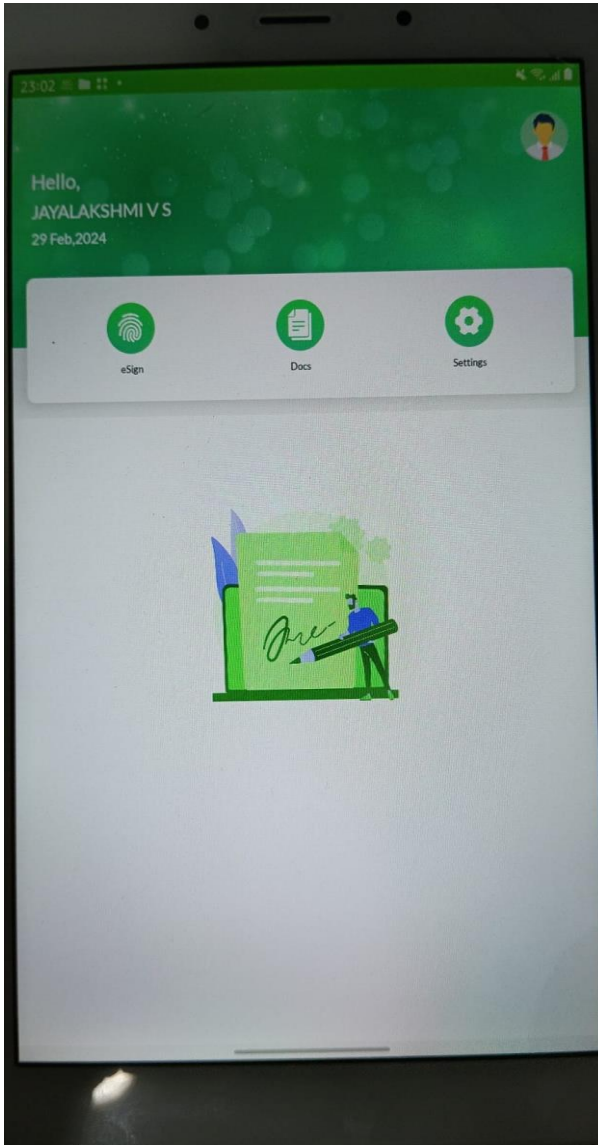 23:02
Hello,
JAYALAKSHMI V S
29 Feb,2024
eSign
Docs
Settings